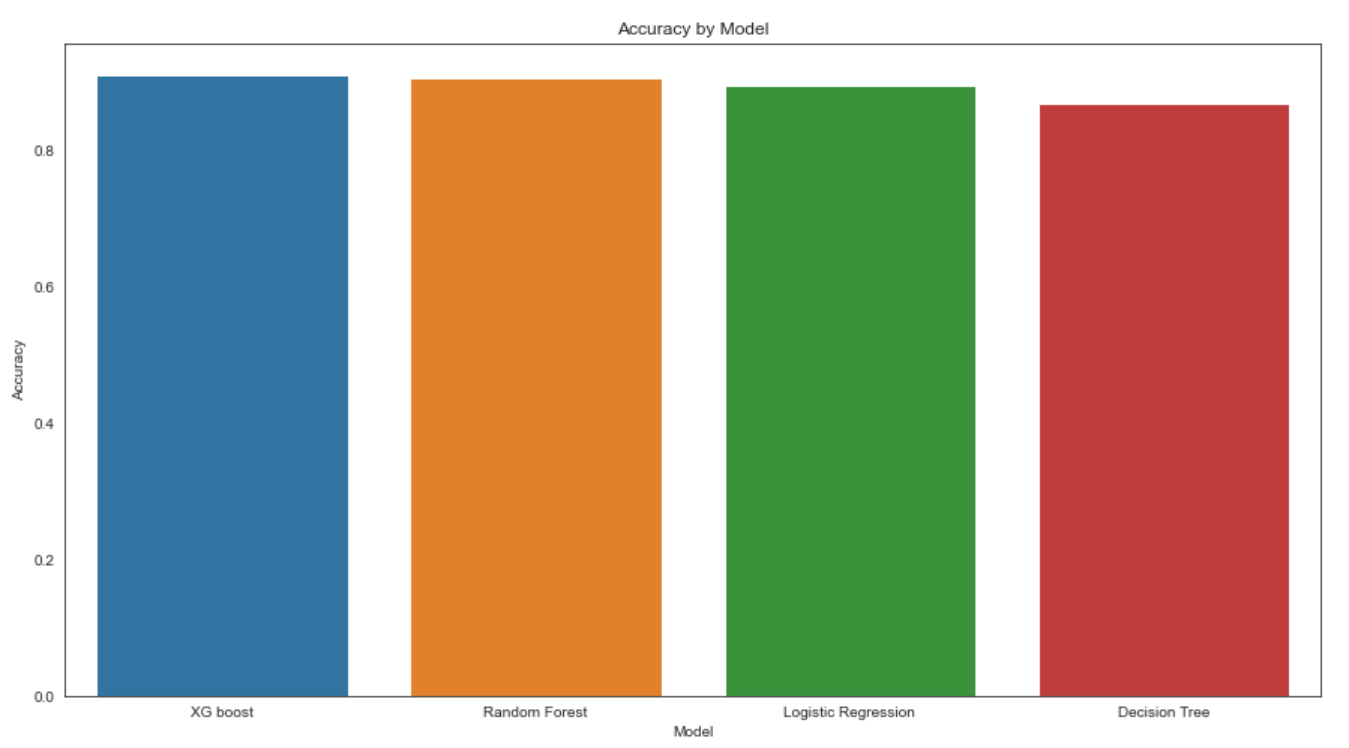 Accuracy by Model
0.8
0.6
0.4
0.2
0.0
Accuracy
XG boost Random Forest Logistic Regression Decision Tree
Model